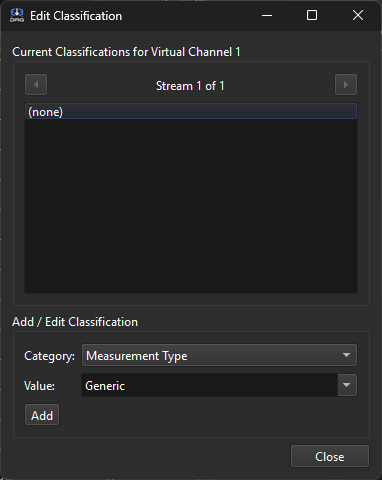 DAQ Edit Classification
Current Classifications for Virtual Channel 1
Stream 1 of 1
(none)
Add / Edit Classification
Category: Measurement Type
Value: Generic
Add
Close